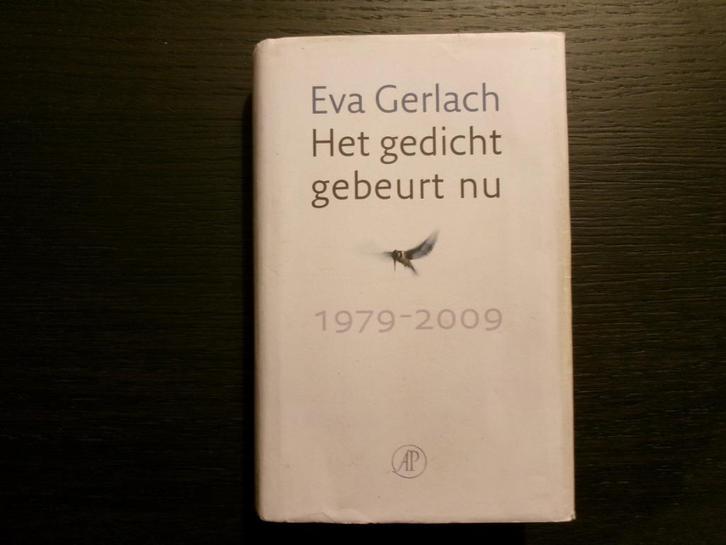 Eva Gerlach
Het gedicht
gebeurt nu
1979-2009
AP